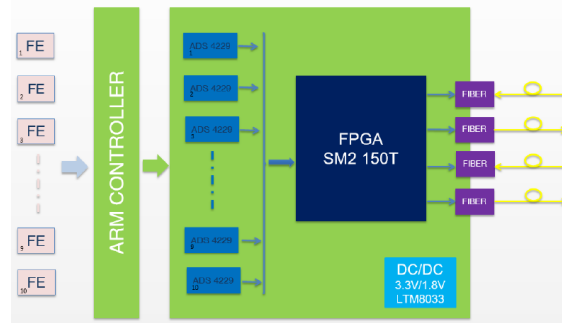 1 FE
2 FE
3 FE
9 FE
10 FE
ARM CONTROLLER
ADS 4229
1
ADS 4229
2
ADS 4229
3
ADS 4229
9
ADS 4229
10
FPGA
SM2 150T
FIBER
FIBER
FIBER
FIBER
DC/DC
3.3V/1.8V
LTM8033